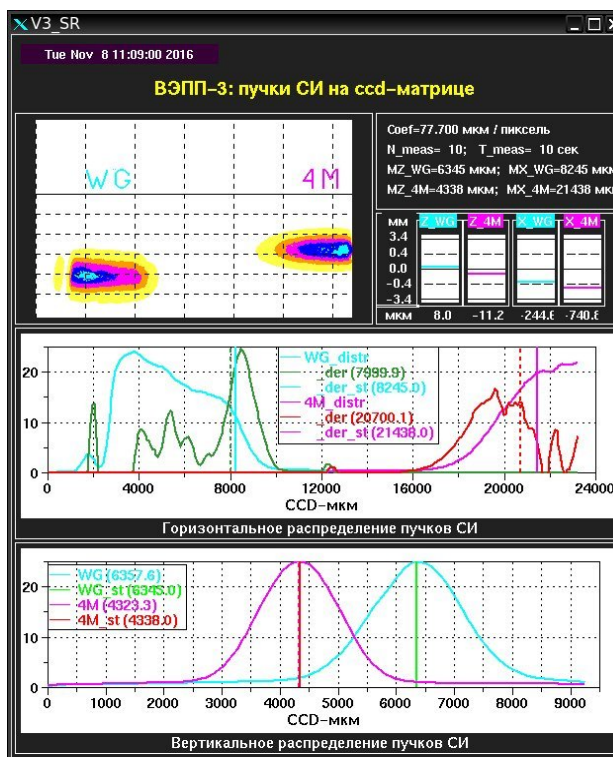 V3_SR
Tue Nov 8 11:09:00 2016
ВЭПП-3: пучки СИ на ccd-матрице
WG 4M
Coef=77.700 мкм / пиксель
N_meas= 10; T_meas= 10 сек
MZ_WG=6345 мкм; MX_WG=8245 мкм
MZ_4M=4338 мкм; MX_4M=21438 мкм
мм Z_WG Z_4M X_WG X_4M
3.4
0.4
0.0
-0.4
-3.4
мкм 8.0 -11.2 -244.6 -740.6
20
10
0
WG_distr
_der (7999.9)
_der_st (8245.0)
4M_distr
_der (20700.1)
_der_st (21438.0)
0 4000 8000 12000 16000 20000 24000
CCD-мкм
Горизонтальное распределение пучков СИ
20
10
0
WG (6357.6)
WG_st (6345.0)
4M (4323.3)
4M_st (4338.0)
0 1000 2000 3000 4000 5000 6000 7000 8000 9000
CCD-мкм
Вертикальное распределение пучков СИ